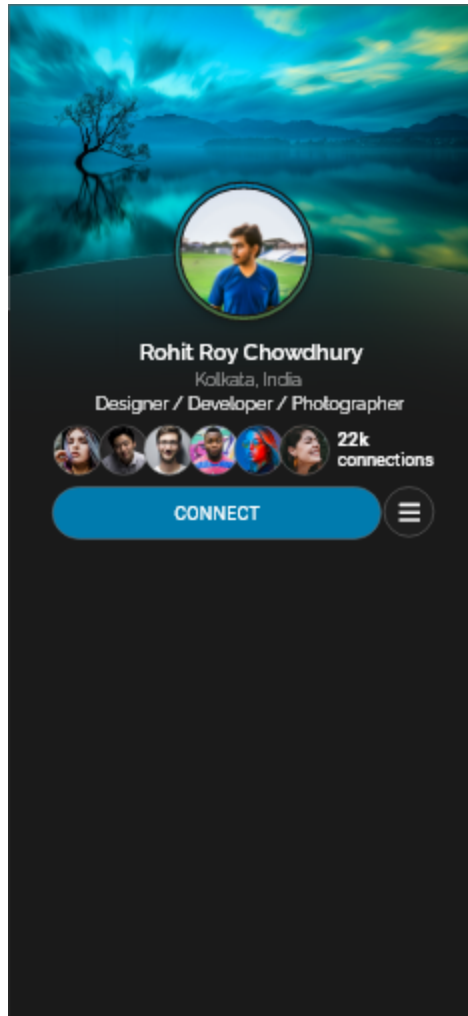 Rohit Roy Chowdhury
Kolkata, India
Designer / Developer / Photographer
22k
connections
CONNECT